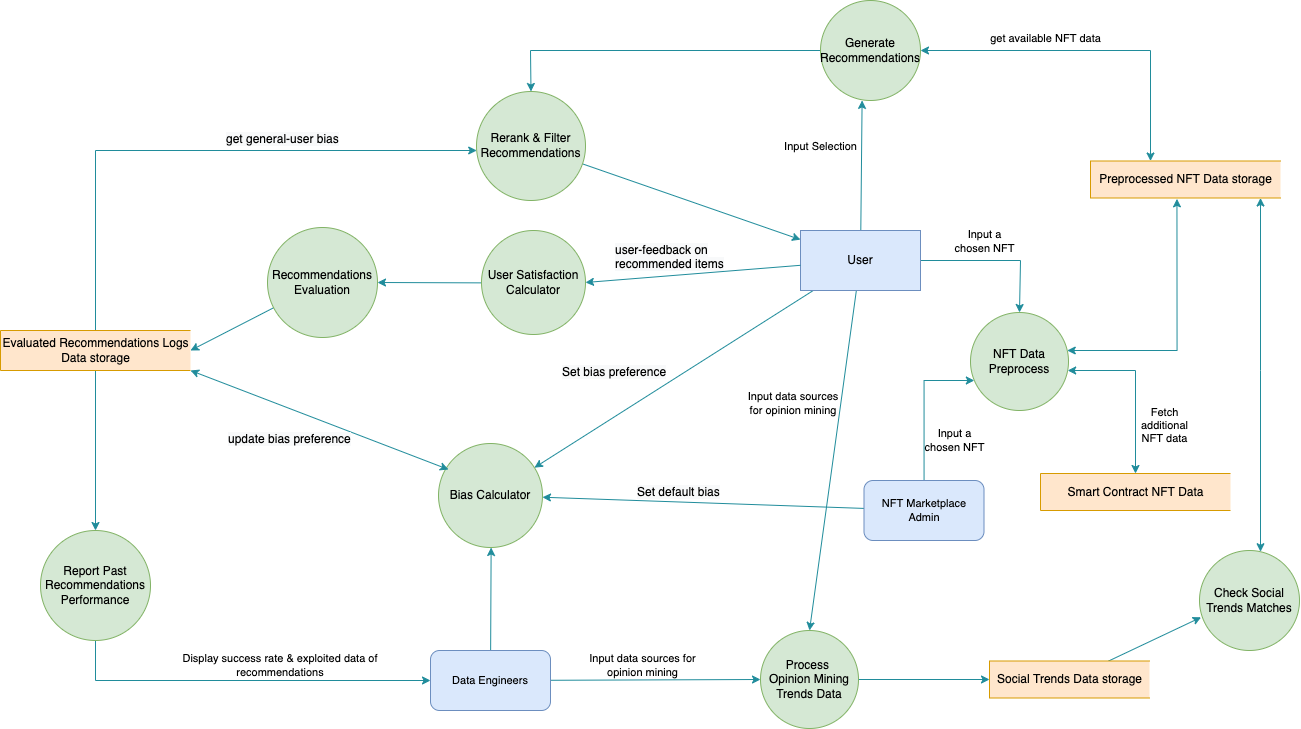 Generate
Recommendations
get available NFT data
Rerank & Filter
Recommendations
get general-user bias
Input Selection
Preprocessed NFT Data storage
User
Input a
chosen NFT
user-feedback on
recommended items
User Satisfaction
Calculator
Recommendations
Evaluation
Evaluated Recommendations Logs
Data storage
NFT Data
Preprocess
Set bias preference
Input data sources
for opinion mining
Fetch
additional
NFT data
update bias preference
Input a
chosen NFT
Bias Calculator
Set default bias
NFT Marketplace
Admin
Smart Contract NFT Data
Report Past
Recommendations
Performance
Check Social
Trends Matches
Display success rate & exploited data of
recommendations
Data Engineers
Input data sources for
opinion mining
Process
Opinion Mining
Trends Data
Social Trends Data storage